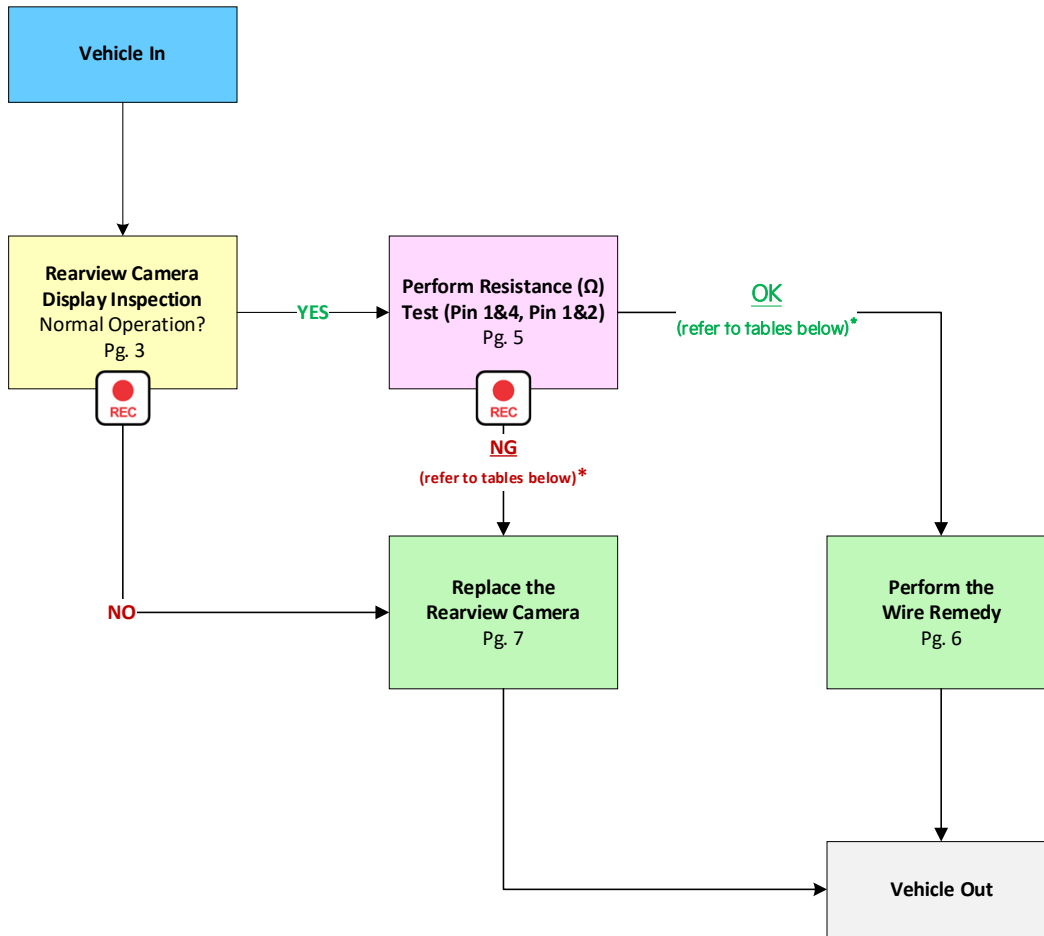 Vehicle In
Rearview Camera
Display Inspection
Normal Operation?
Pg. 3
REC
YES
Perform Resistance (Ω)
Test (Pin 1&4, Pin 1&2)
Pg. 5
REC
OK
(refer to tables below)*
NG
(refer to tables below)*
NO
Replace the
Rearview Camera
Pg. 7
Perform the
Wire Remedy
Pg. 6
Vehicle Out